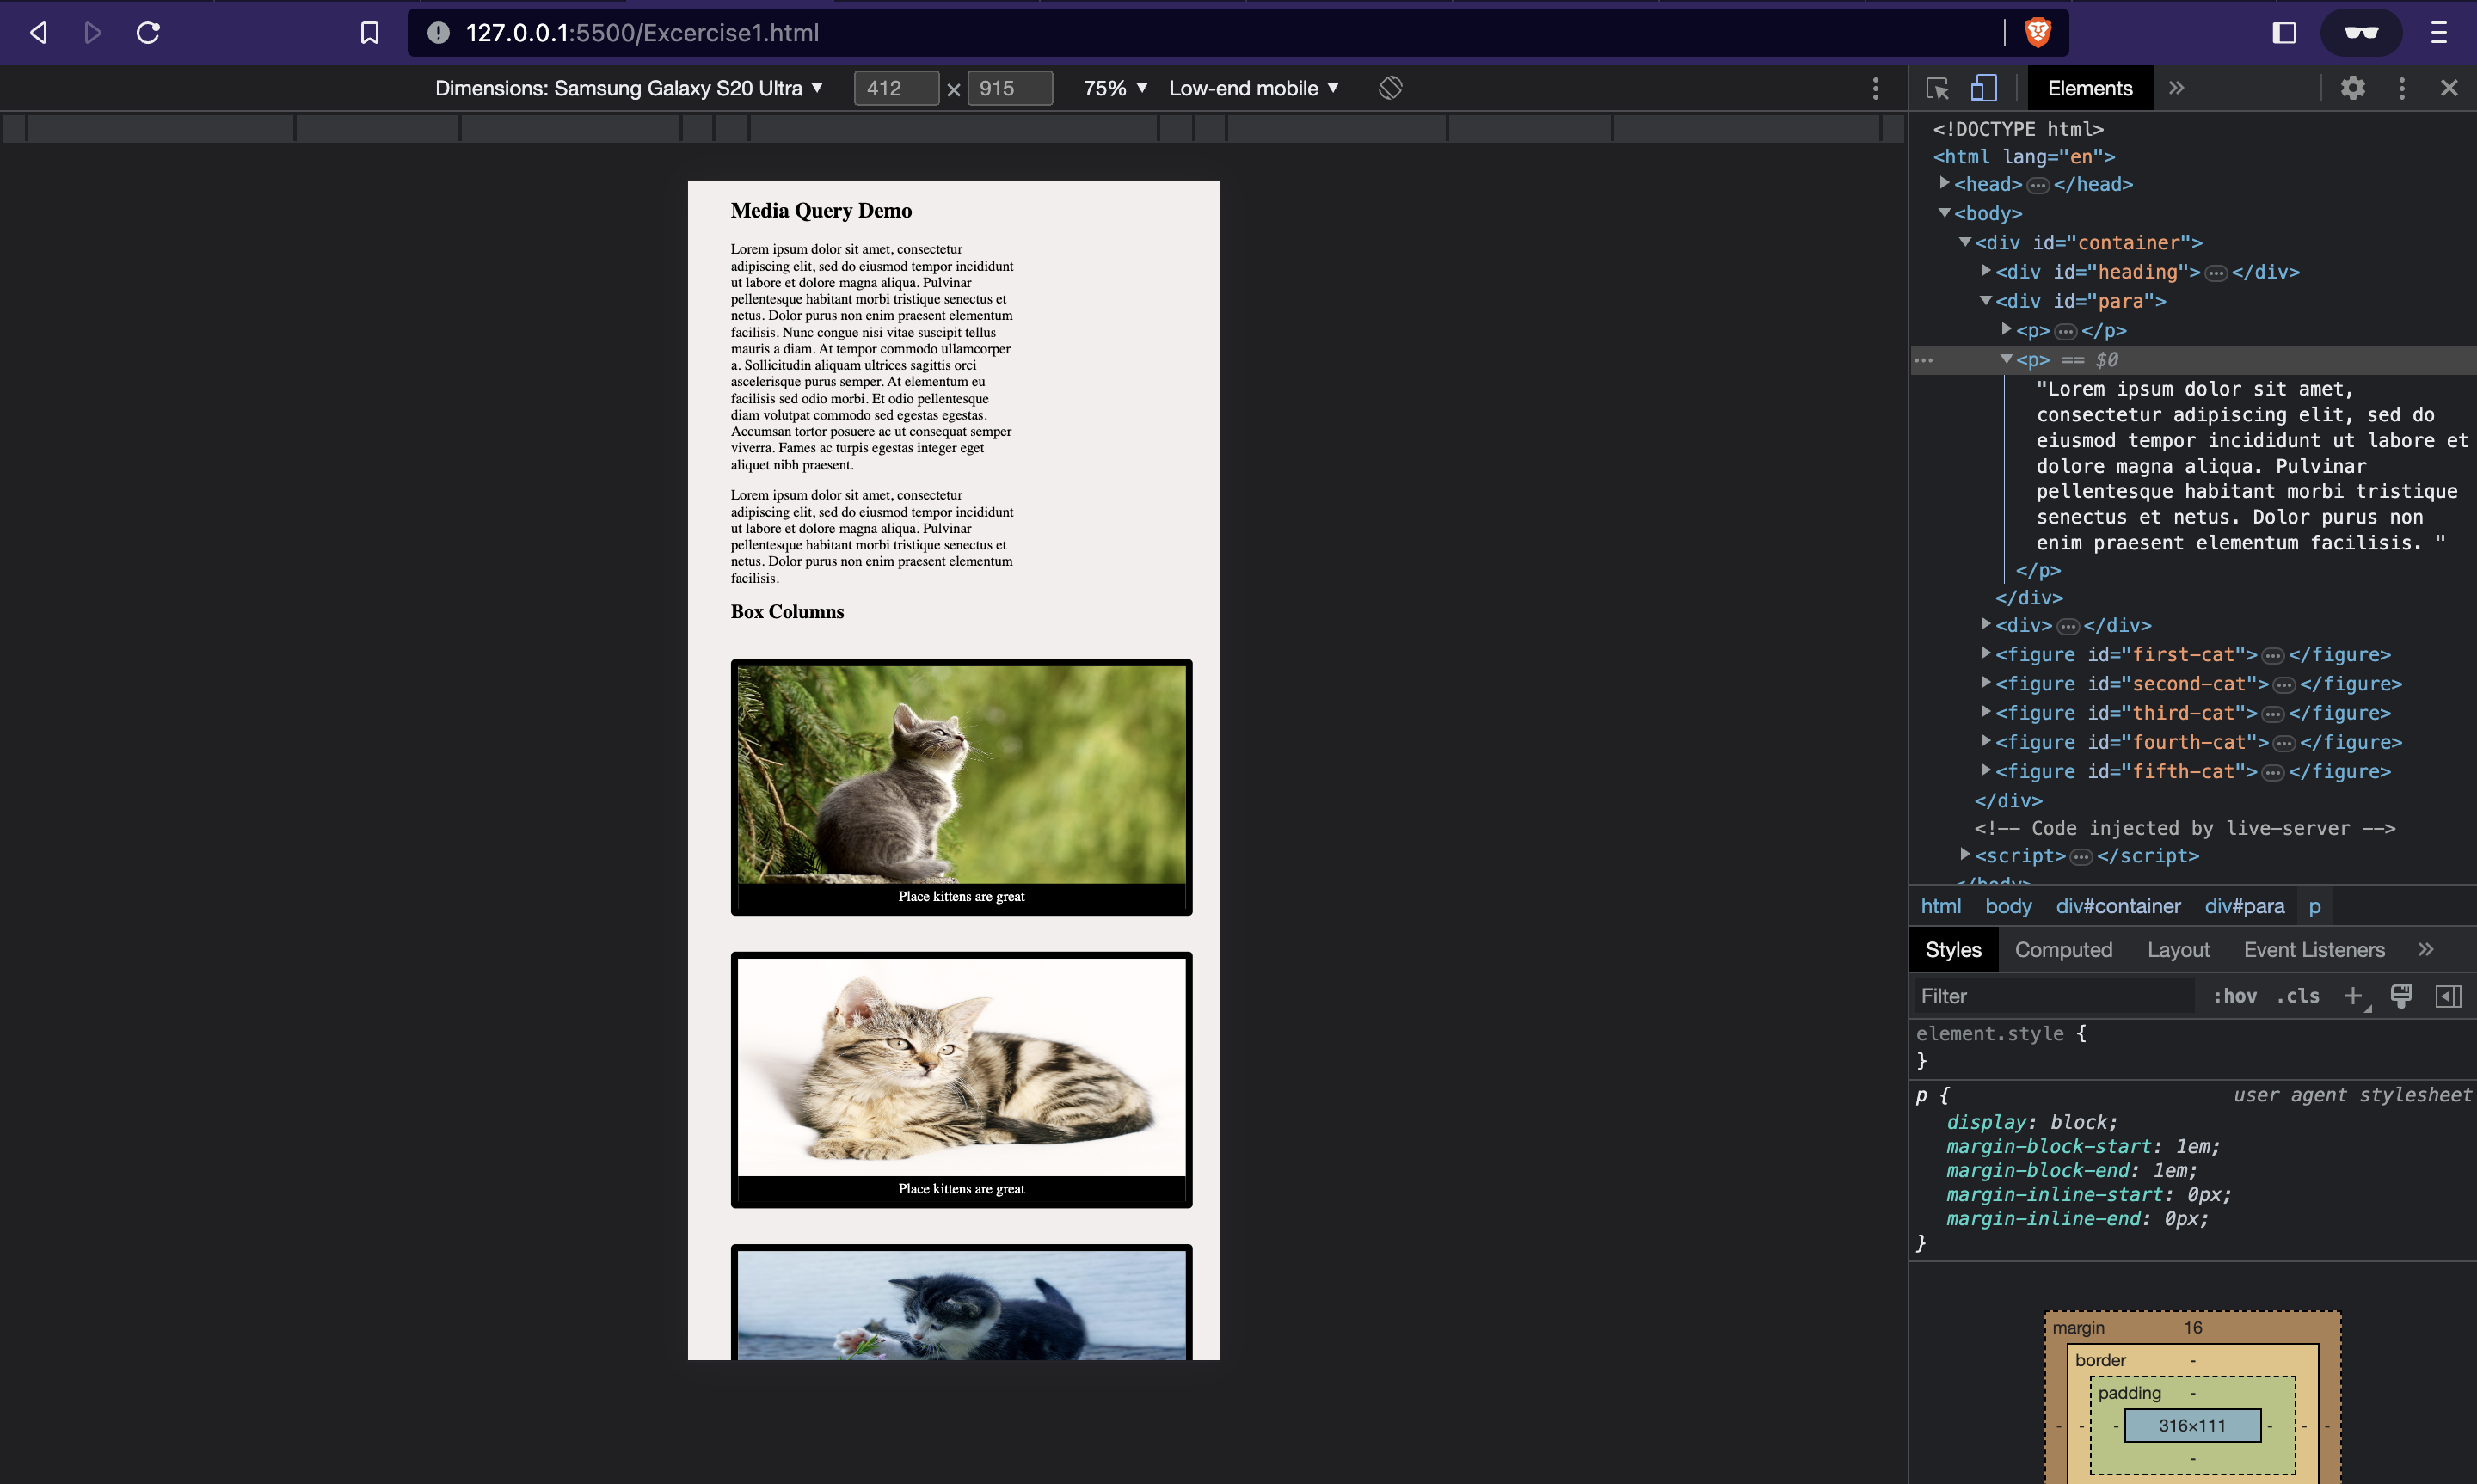 127.0.0.1:5500/Excercise1.html
Dimensions: Samsung Galaxy S20 Ultra ▼ 412 × 915 75% ▼ Low-end mobile ▼
Media Query Demo
Lorem ipsum dolor sit amet, consectetur
adipiscing elit, sed do eiusmod tempor incididunt
ut labore et dolore magna aliqua. Pulvinar
pellentesque habitant morbi tristique senectus et
netus. Dolor purus non enim praesent elementum
facilisis. Nunc congue nisi vitae suscipit tellus
mauris a diam. At tempor commodo ullamcorper
a. Sollicitudin aliquam ultrices sagittis orci
ascelerisque purus semper. At elementum eu
facilisis sed odio morbi. Et odio pellentesque
diam volutpat commodo sed egestas egestas.
Accumsan tortor posuere ac ut consequat semper
viverra. Fames ac turpis egestas integer eget
aliquet nibh praesent.
Lorem ipsum dolor sit amet, consectetur
adipiscing elit, sed do eiusmod tempor incididunt
ut labore et dolore magna aliqua. Pulvinar
pellentesque habitant morbi tristique senectus et
netus. Dolor purus non enim praesent elementum
facilisis.
Box Columns
Place kittens are great
Place kittens are great
Elements »
<!DOCTYPE html>
<html lang="en">
<head>…</head>
<body>
<div id="container">
<div id="heading">…</div>
<div id="para">
<p>…</p>
<p> == $0
"Lorem ipsum dolor sit amet,
consectetur adipiscing elit, sed do
eiusmod tempor incididunt ut labore et
dolore magna aliqua. Pulvinar
pellentesque habitant morbi tristique
senectus et netus. Dolor purus non
enim praesent elementum facilisis. "
</p>
</div>
<div>…</div>
<figure id="first-cat">…</figure>
<figure id="second-cat">…</figure>
<figure id="third-cat">…</figure>
<figure id="fourth-cat">…</figure>
<figure id="fifth-cat">…</figure>
</div>
<!-- Code injected by live-server -->
<script>…</script>
</body>
html body div#container div#para p
Styles Computed Layout Event Listeners »
Filter :hov .cls +
element.style {
}
p { user agent stylesheet
display: block;
margin-block-start: 1em;
margin-block-end: 1em;
margin-inline-start: 0px;
margin-inline-end: 0px;
}
margin 16
border -
padding -
- - - 316×111 - - -
-